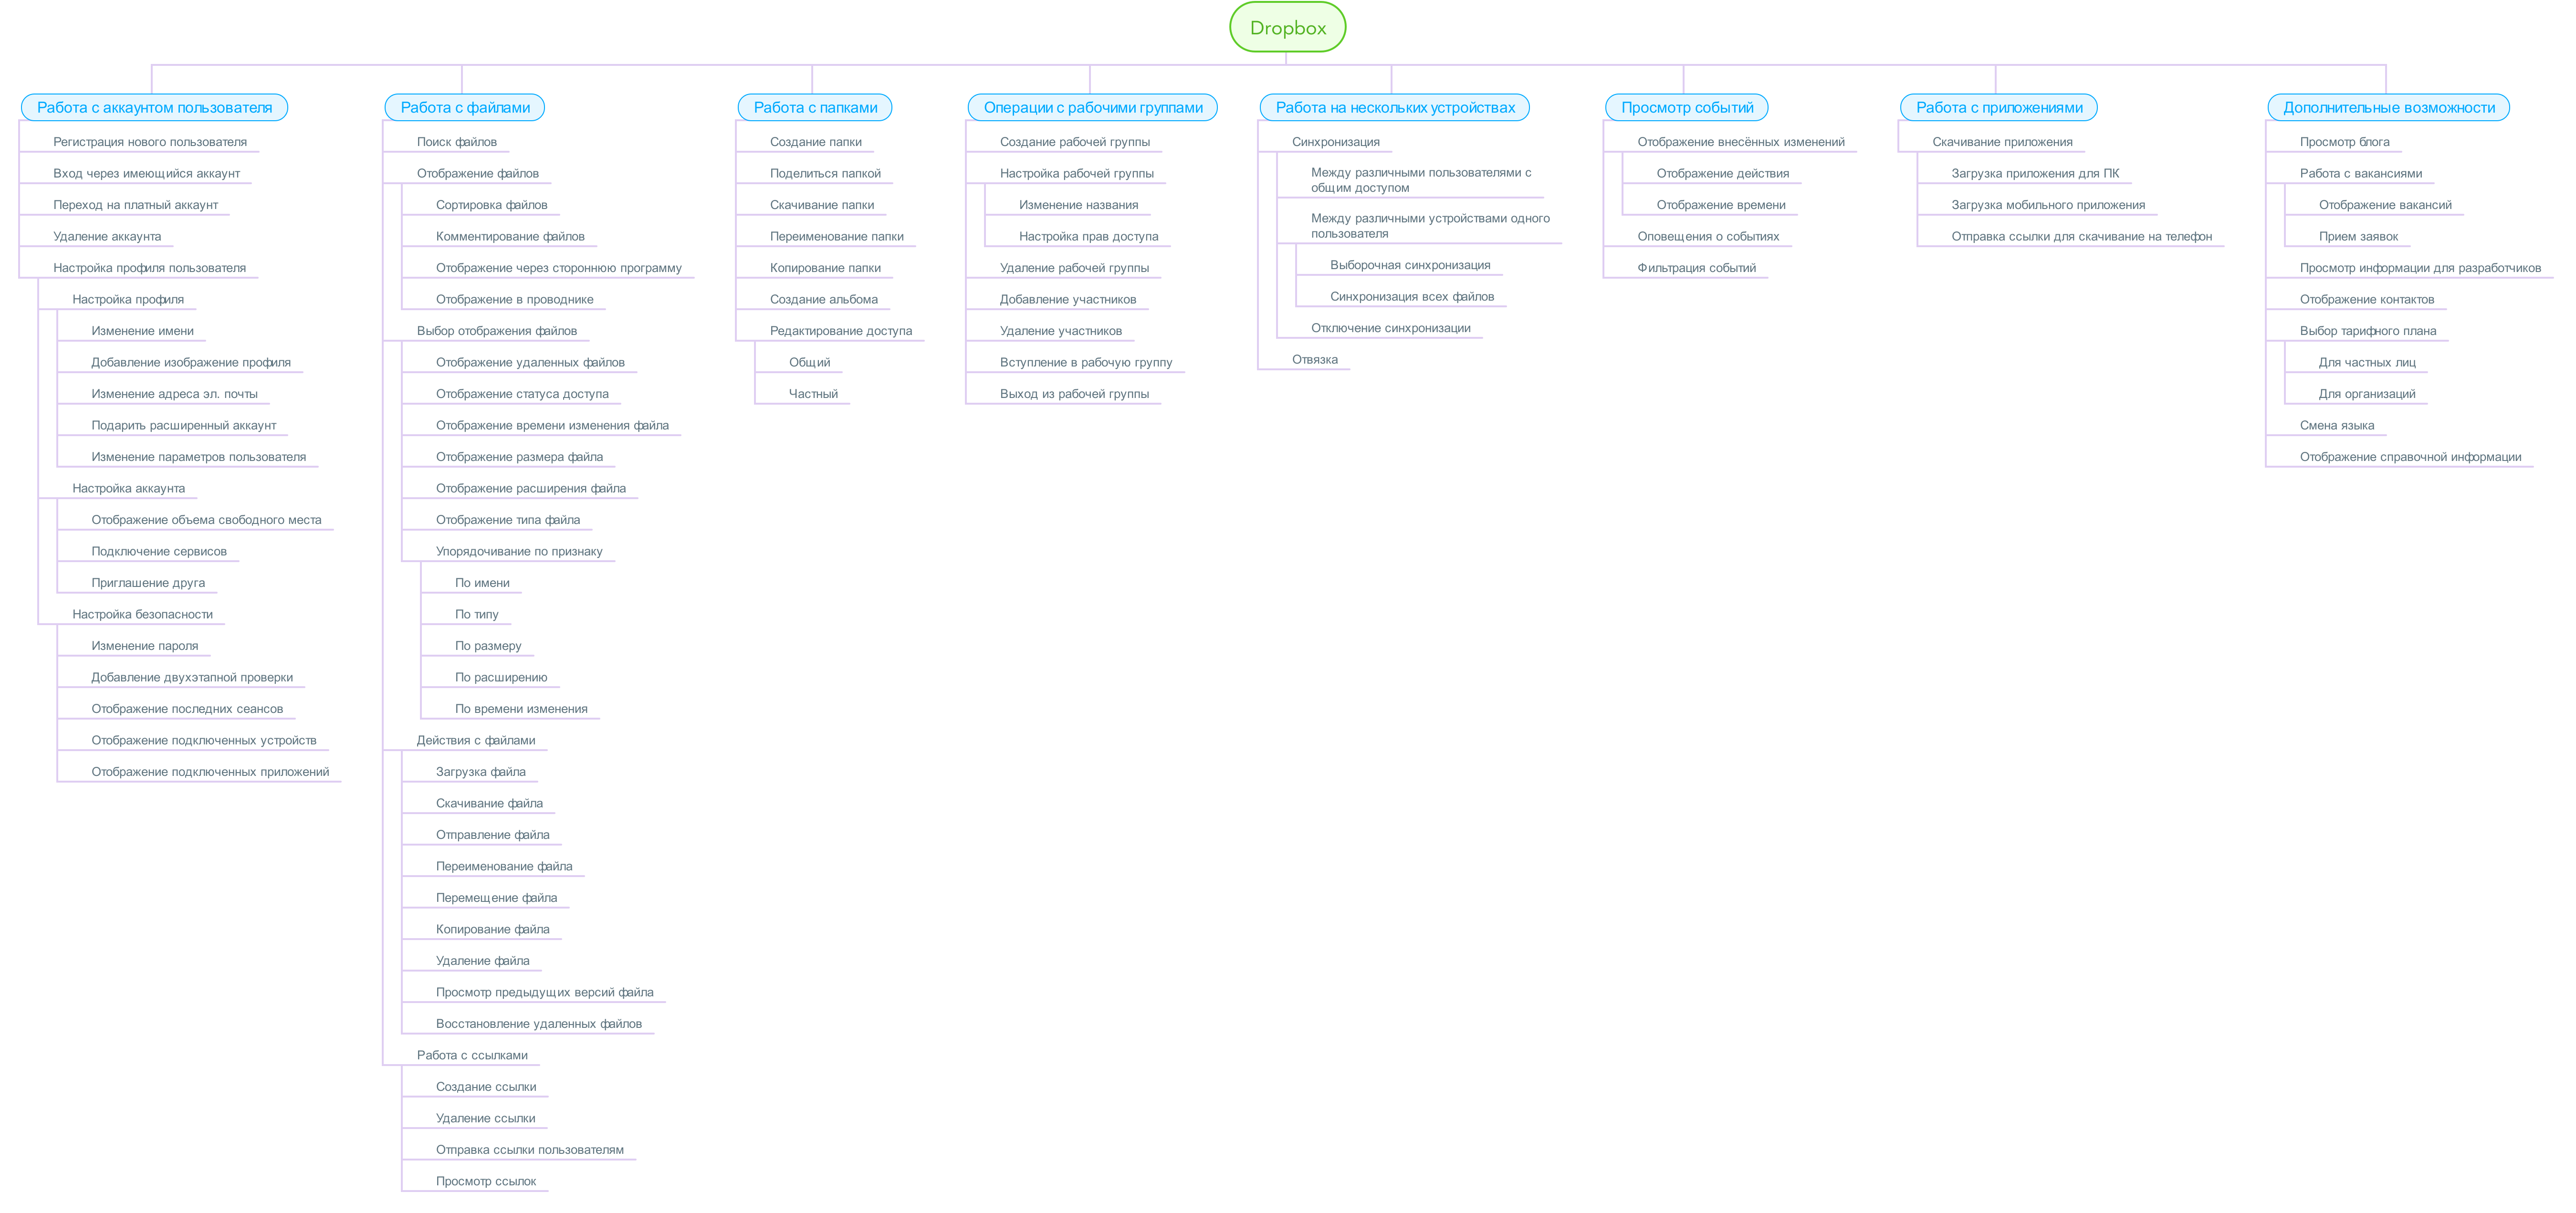 Dropbox
Работа с аккаунтом пользователя
Регистрация нового пользователя
Вход через имеющийся аккаунт
Переход на платный аккаунт
Удаление аккаунта
Настройка профиля пользователя
Настройка профиля
Изменение имени
Добавление изображение профиля
Изменение адреса эл. почты
Подарить расширенный аккаунт
Изменение параметров пользователя
Настройка аккаунта
Отображение объема свободного места
Подключение сервисов
Приглашение друга
Настройка безопасности
Изменение пароля
Добавление двухэтапной проверки
Отображение последних сеансов
Отображение подключенных устройств
Отображение подключенных приложений
Работа с файлами
Поиск файлов
Отображение файлов
Сортировка файлов
Комментирование файлов
Отображение через стороннюю программу
Отображение в проводнике
Выбор отображения файлов
Отображение удаленных файлов
Отображение статуса доступа
Отображение времени изменения файла
Отображение размера файла
Отображение расширения файла
Отображение типа файла
Упорядочивание по признаку
По имени
По типу
По размеру
По расширению
По времени изменения
Действия с файлами
Загрузка файла
Скачивание файла
Отправление файла
Переименование файла
Перемещение файла
Копирование файла
Удаление файла
Просмотр предыдущих версий файла
Восстановление удаленных файлов
Работа с ссылками
Создание ссылки
Удаление ссылки
Отправка ссылки пользователям
Просмотр ссылок
Работа с папками
Создание папки
Поделиться папкой
Скачивание папки
Переименование папки
Копирование папки
Создание альбома
Редактирование доступа
Общий
Частный
Операции с рабочими группами
Создание рабочей группы
Настройка рабочей группы
Изменение названия
Настройка прав доступа
Удаление рабочей группы
Добавление участников
Удаление участников
Вступление в рабочую группу
Выход из рабочей группы
Работа на нескольких устройствах
Синхронизация
Между различными пользователями с
общим доступом
Между различными устройствами одного
пользователя
Выборочная синхронизация
Синхронизация всех файлов
Отключение синхронизации
Отвязка
Просмотр событий
Отображение внесённых изменений
Отображение действия
Отображение времени
Оповещения о событиях
Фильтрация событий
Работа с приложениями
Скачивание приложения
Загрузка приложения для ПК
Загрузка мобильного приложения
Отправка ссылки для скачивание на телефон
Дополнительные возможности
Просмотр блога
Работа с вакансиями
Отображение вакансий
Прием заявок
Просмотр информации для разработчиков
Отображение контактов
Выбор тарифного плана
Для частных лиц
Для организаций
Смена языка
Отображение справочной информации